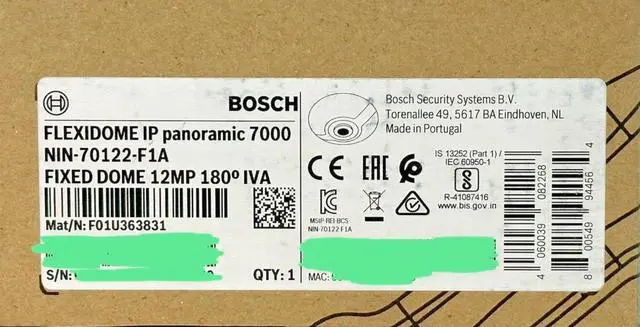 BOSCH
FLEXIDOME IP panoramic 7000
NIN-70122-F1A
FIXED DOME 12MP 180º IVA
Mat/N: F01U363831
S/N:
QTY: 1
Bosch Security Systems B.V.
Torenallee 49, 5617 BA Eindhoven, NL
Made in Portugal
CE EAC
IS 13252 (Part 1) /
IEC 60950-1
R-41087416
www.bis.gov.in
MSIP-REI-BCS
NIN-70122 F1A
MAC:
4 060039 082268
8 00549 94456 4